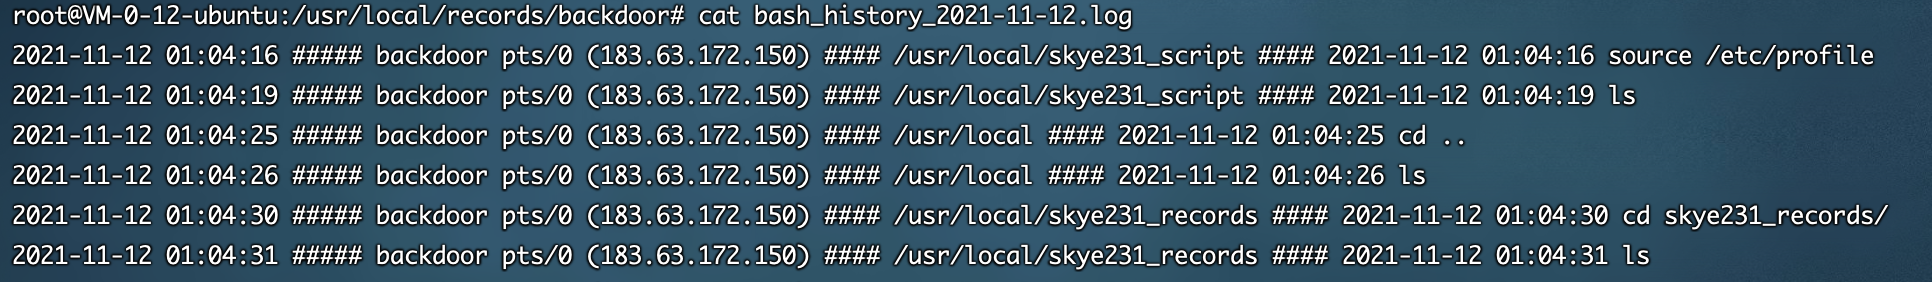 root@VM-0-12-ubuntu:/usr/local/records/backdoor# cat bash_history_2021-11-12.log
2021-11-12 01:04:16 ##### backdoor pts/0 (183.63.172.150) #### /usr/local/skye231_script #### 2021-11-12 01:04:16 source /etc/profile
2021-11-12 01:04:19 ##### backdoor pts/0 (183.63.172.150) #### /usr/local/skye231_script #### 2021-11-12 01:04:19 ls
2021-11-12 01:04:25 ##### backdoor pts/0 (183.63.172.150) #### /usr/local #### 2021-11-12 01:04:25 cd ..
2021-11-12 01:04:26 ##### backdoor pts/0 (183.63.172.150) #### /usr/local #### 2021-11-12 01:04:26 ls
2021-11-12 01:04:30 ##### backdoor pts/0 (183.63.172.150) #### /usr/local/skye231_records #### 2021-11-12 01:04:30 cd skye231_records/
2021-11-12 01:04:31 ##### backdoor pts/0 (183.63.172.150) #### /usr/local/skye231_records #### 2021-11-12 01:04:31 ls